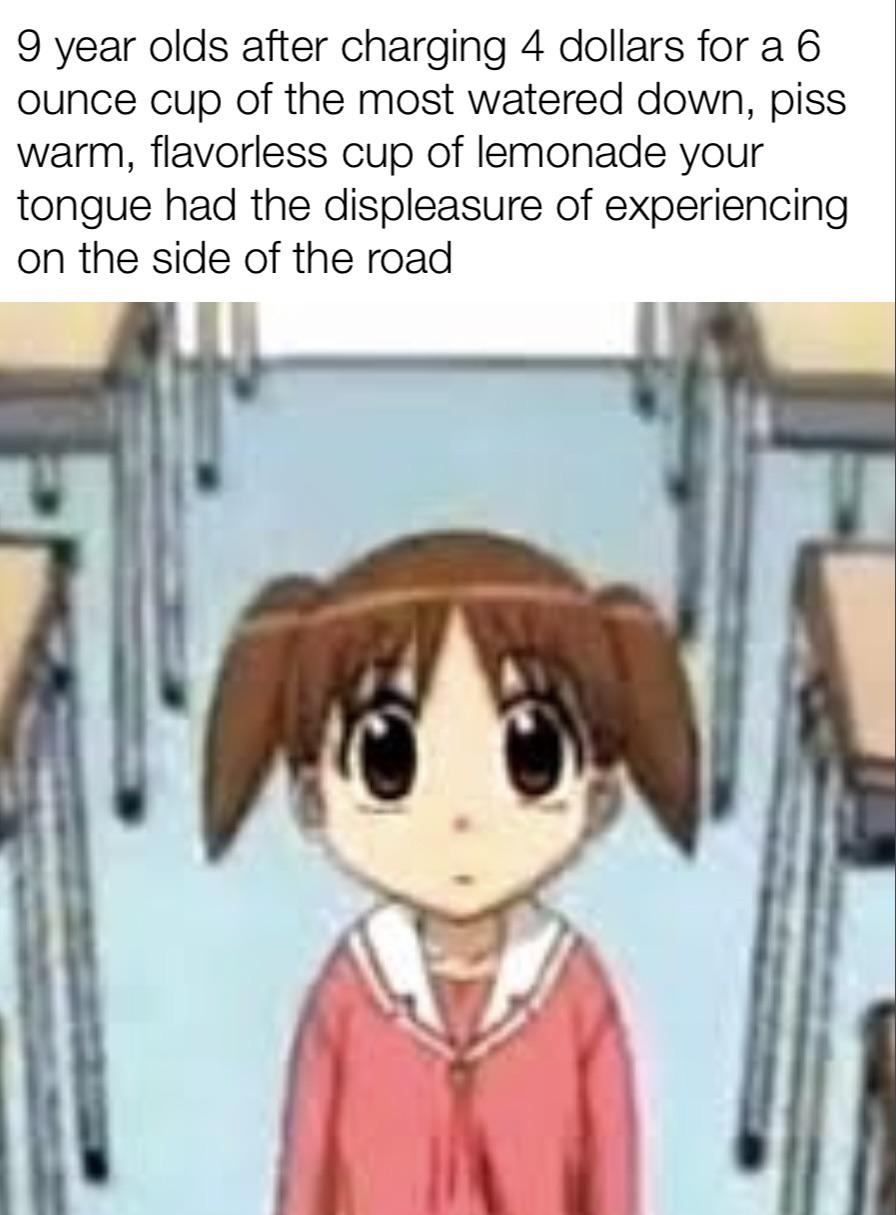 9 year olds after charging 4 dollars for a 6
ounce cup of the most watered down, piss
warm, flavorless cup of lemonade your
tongue had the displeasure of experiencing
on the side of the road